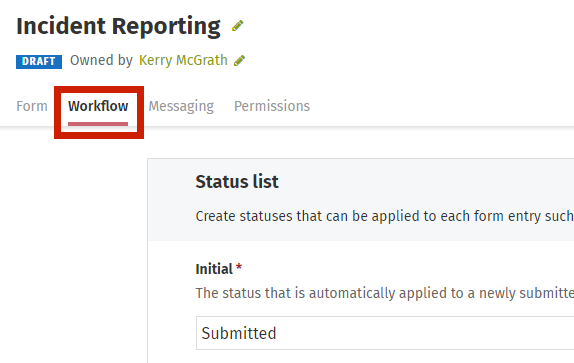 Incident Reporting
DRAFT Owned by Kerry McGrath
Form Workflow Messaging Permissions
Status list
Create statuses that can be applied to each form entry such
Initial *
The status that is automatically applied to a newly submitte
Submitted